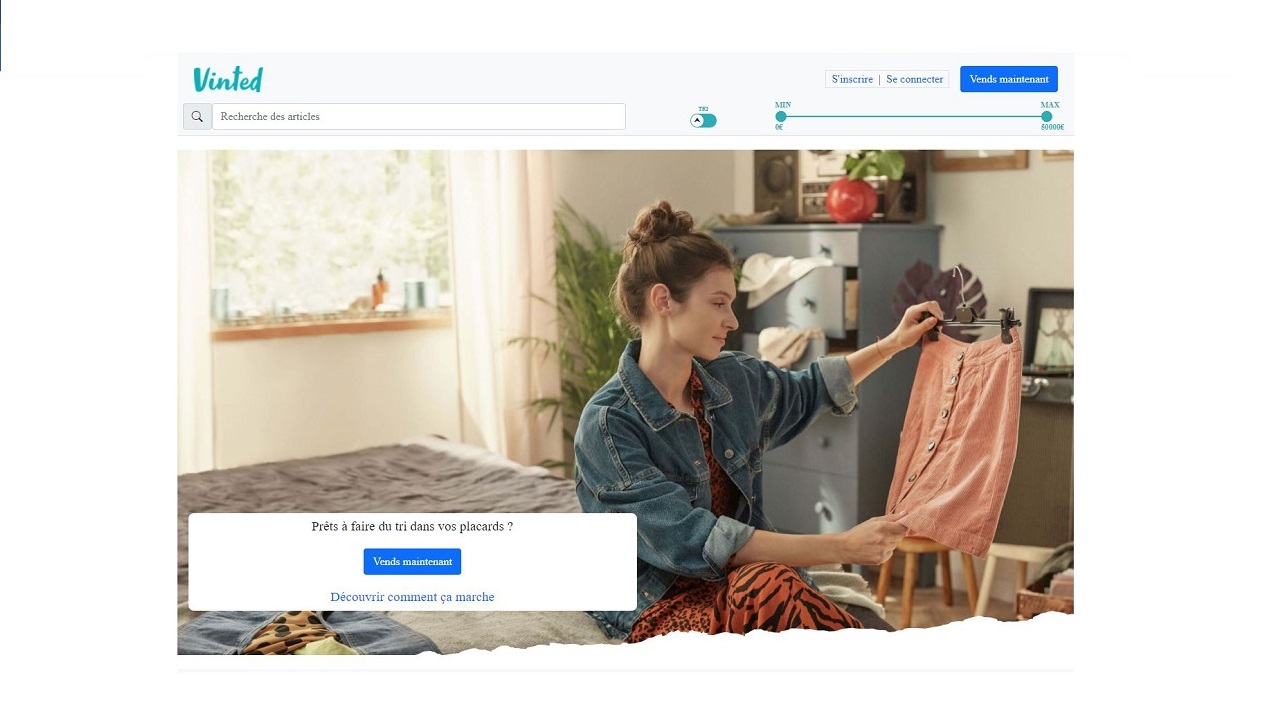 Vinted
S'inscrire | Se connecter
Vends maintenant
Recherche des articles
TRI
MIN
MAX
0€
50000€
Prêts à faire du tri dans vos placards ?
Vends maintenant
Découvrir comment ça marche